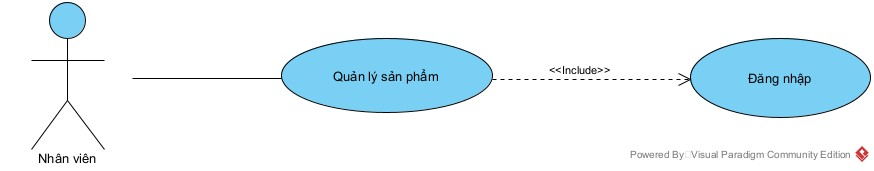 <<Include>>
Quản lý sản phẩm
Đăng nhập
Nhân viên
Powered By Visual Paradigm Community Edition